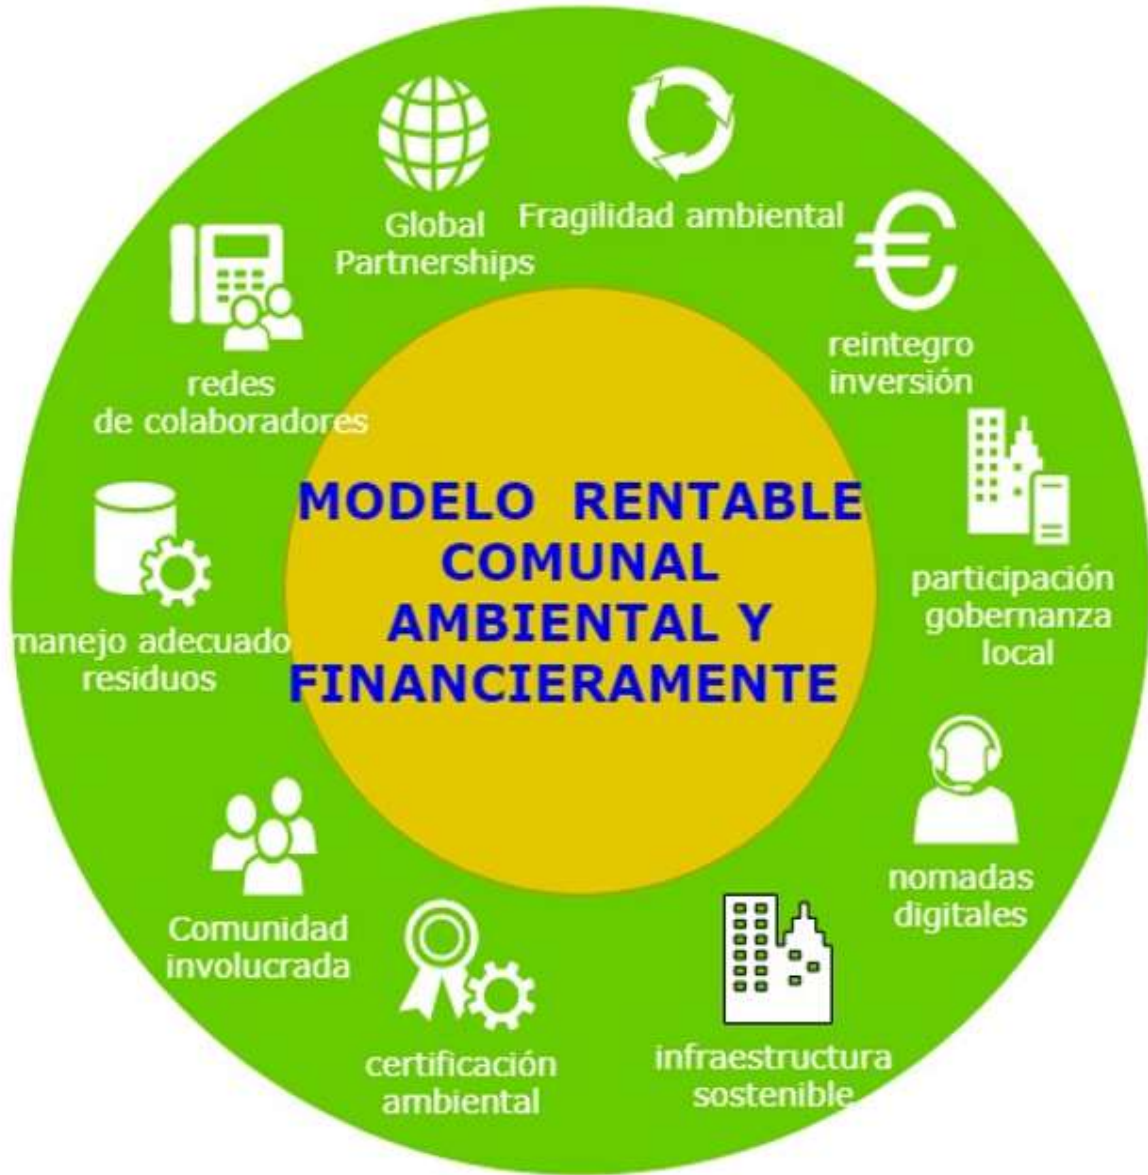 Global
Partnerships
Fragilidad ambiental
reintegro
inversión
participación
gobernanza
local
nomadas
digitales
infraestructura
sostenible
certificación
ambiental
Comunidad
involucrada
manejo adecuado
residuos
redes
de colaboradores
MODELO RENTABLE
COMUNAL
AMBIENTAL Y
FINANCIERAMENTE